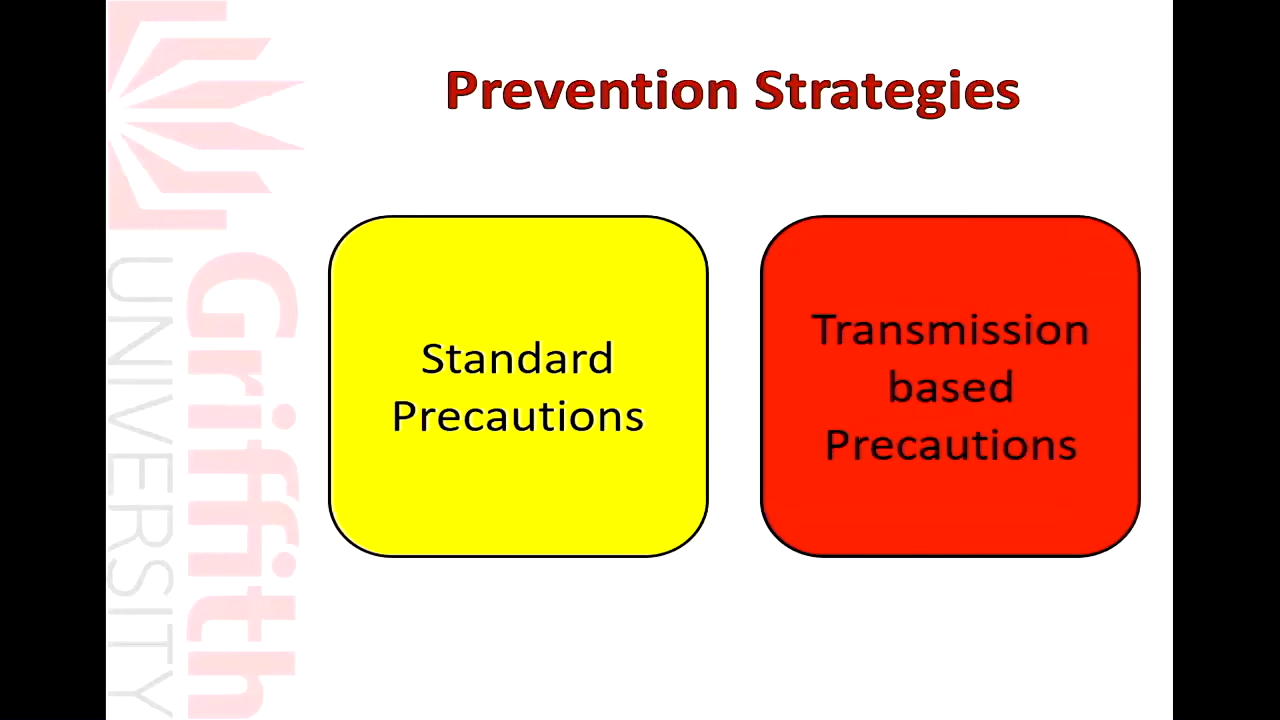 Prevention Strategies
Standard
Precautions
Transmission
based
Precautions
Griffith
UNIVERSITY